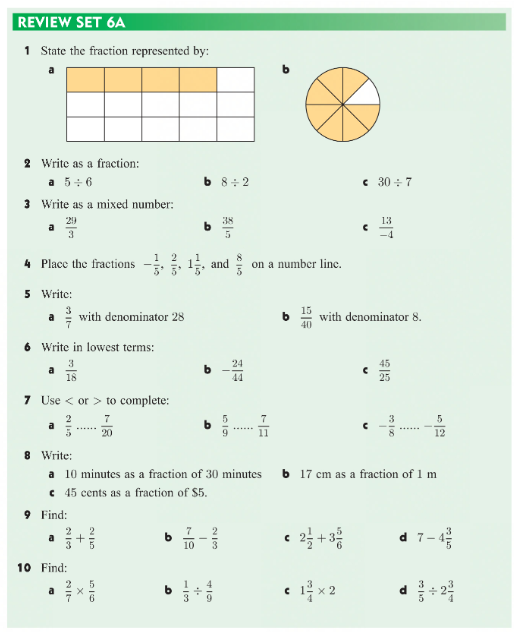 REVIEW SET 6A
1 State the fraction represented by:
a b
2 Write as a fraction:
a 5 ÷ 6 b 8 ÷ 2 c 30 ÷ 7
3 Write as a mixed number:
a 29/3 b 38/5 c 13/−4
4 Place the fractions −1/5, 2/5, 1 1/5, and 8/5 on a number line.
5 Write:
a 3/7 with denominator 28 b 15/40 with denominator 8.
6 Write in lowest terms:
a 3/18 b −24/44 c 45/25
7 Use < or > to complete:
a 2/5 ...... 7/20 b 5/9 ...... 7/11 c −3/8 ...... −5/12
8 Write:
a 10 minutes as a fraction of 30 minutes b 17 cm as a fraction of 1 m
c 45 cents as a fraction of $5.
9 Find:
a 2/3 + 2/5 b 7/10 − 2/3 c 2 1/2 + 3 5/6 d 7 − 4 3/5
10 Find:
a 2/7 × 5/6 b 1/3 ÷ 4/9 c 1 3/4 × 2 d 3/5 ÷ 2 3/4